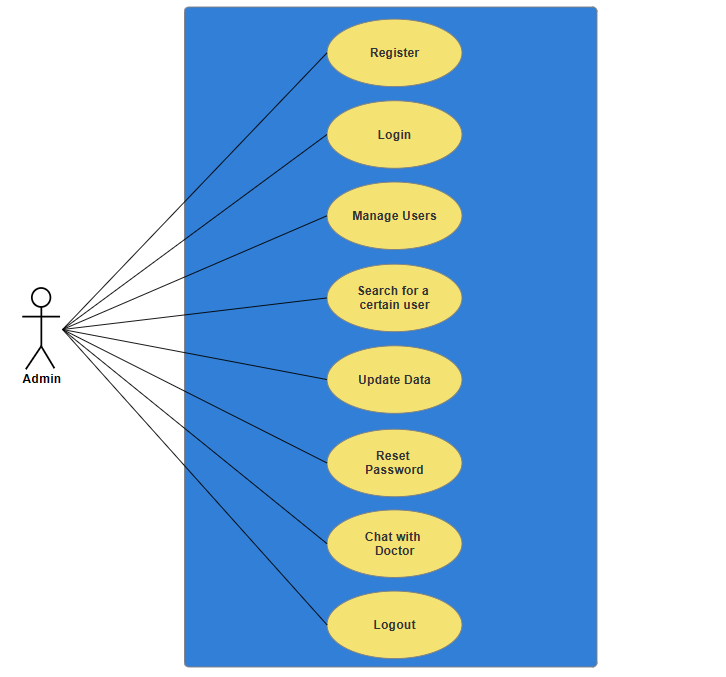 Register
Login
Manage Users
Search for a
certain user
Admin
Update Data
Reset
Password
Chat with
Doctor
Logout